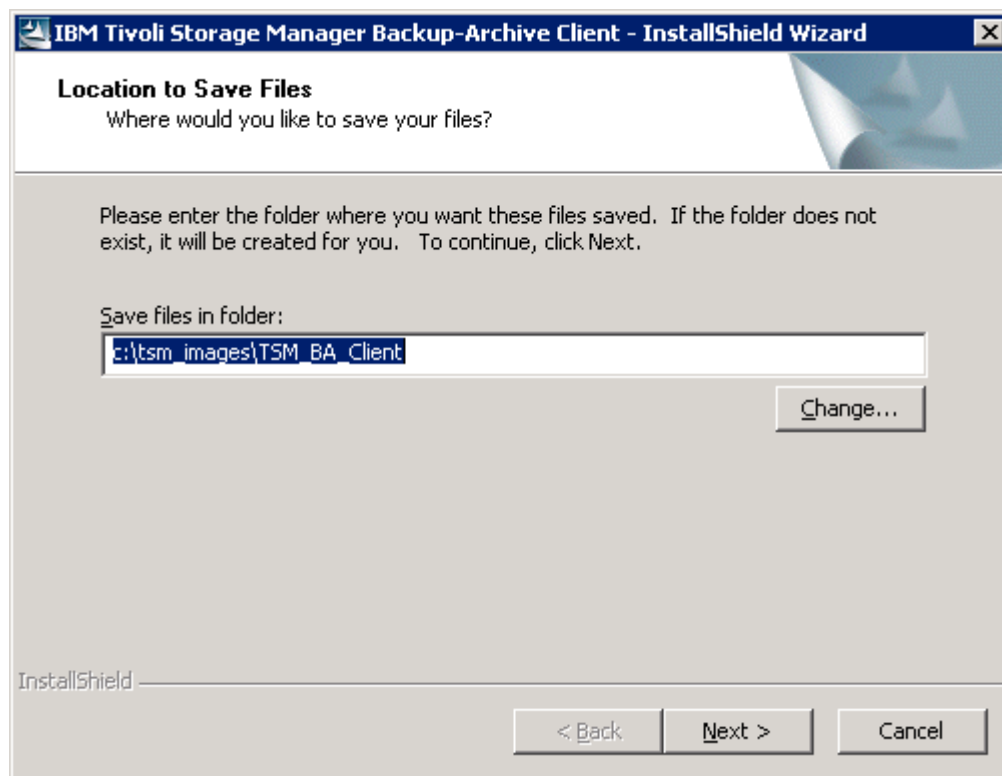 IBM Tivoli Storage Manager Backup-Archive Client - InstallShield Wizard
Location to Save Files
Where would you like to save your files?
Please enter the folder where you want these files saved.  If the folder does not
exist, it will be created for you.   To continue, click Next.
Save files in folder:
c:\tsm_images\TSM_BA_Client
Change...
InstallShield
< Back
Next >
Cancel